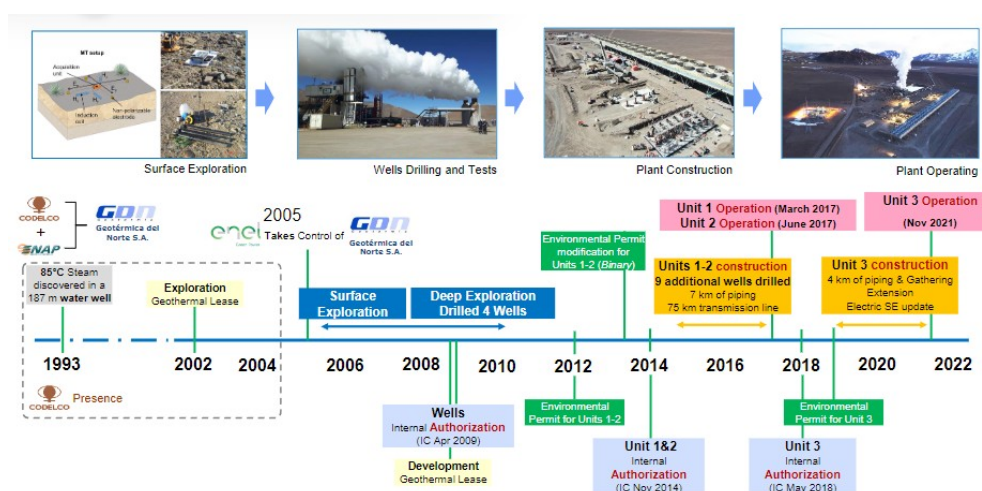 MT setup
Acquisition
unit
Non-polarizable
electrodes
Induction
coil
Surface Exploration
Wells Drilling and Tests
Plant Construction
Plant Operating
CODELCO
+
ENAP
GDN
Geotérmica del
Norte S.A.
enel
2005
Takes Control of
GDN
Geotérmica del
Norte S.A.
85°C Steam
discovered in a
187 m water well
Exploration
Geothermal Lease
Surface
Exploration
Deep Exploration
Drilled 4 Wells
Environmental Permit
modification for
Units 1-2 (Binary)
Unit 1 Operation (March 2017)
Unit 2 Operation (June 2017)
Units 1-2 construction
9 additional wells drilled
7 km of piping
75 km transmission line
Unit 3 Operation
(Nov 2021)
Unit 3 construction
4 km of piping & Gathering
Extension
Electric SE update
1993
2002
2004
2006
2008
2010
2012
2014
2016
2018
2020
2022
CODELCO
Presence
Wells
Internal Authorization
(IC Apr 2009)
Development
Geothermal Lease
Environmental
Permit for Units 1-2
Unit 1&2
Internal
Authorization
(IC Nov 2014)
Environmental
Permit for Unit 3
Unit 3
Internal
Authorization
(IC May 2018)